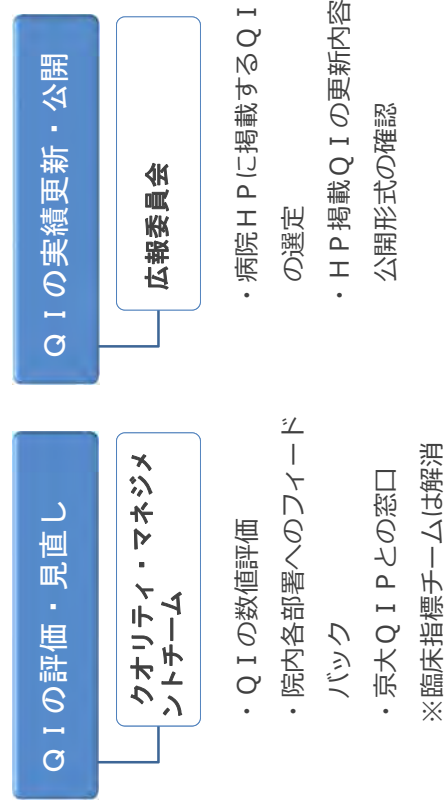 QIの評価・見直し
クオリティ・マネジメ
ントチーム
・QIの数値評価
・院内各部署へのフィード
バック
・京大QIPとの窓口
※臨床指標チームは解消
QIの実績更新・公開
広報委員会
・病院HPに掲載するQI
の選定
・HP掲載QIの更新内容
公開形式の確認